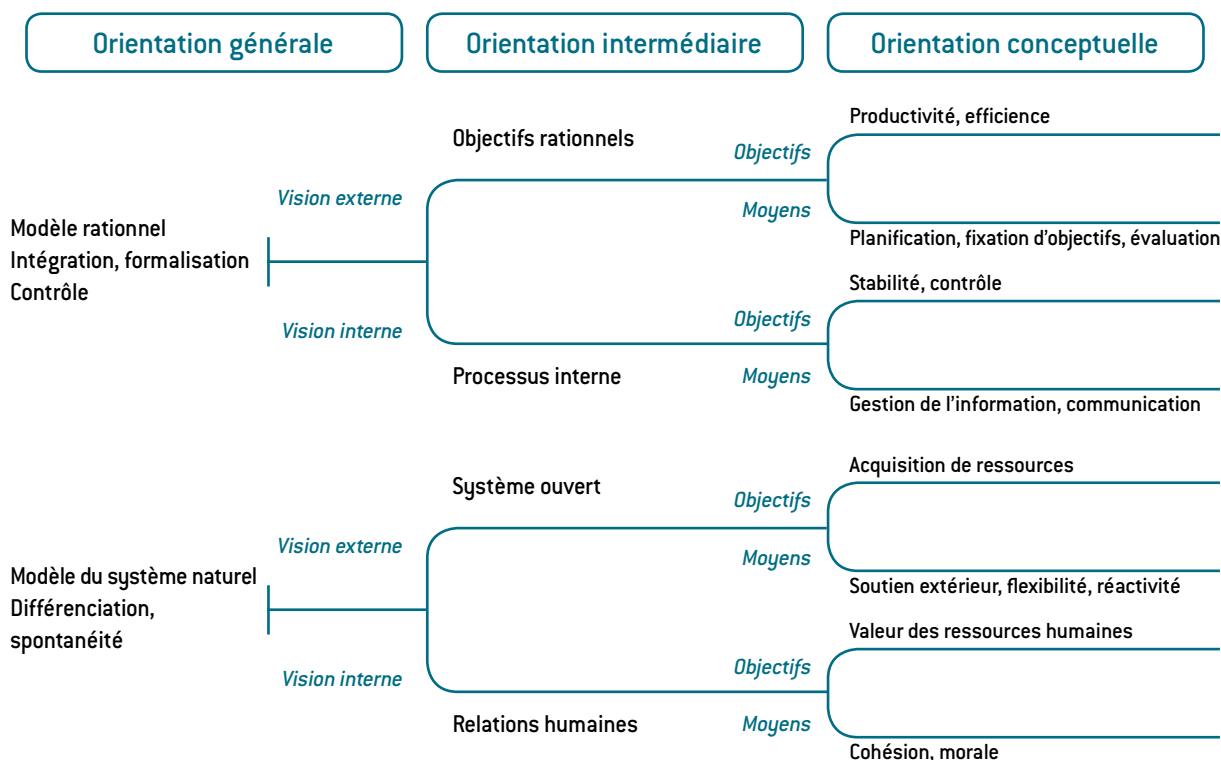 Orientation générale
Orientation intermédiaire
Orientation conceptuelle
Productivité, efficience
Objectifs rationnels
Objectifs
Vision externe
Moyens
Modèle rationnel
Intégration, formalisation
Contrôle
Planification, fixation d'objectifs, évaluation
Stabilité, contrôle
Vision interne
Objectifs
Processus interne
Moyens
Gestion de l'information, communication
Acquisition de ressources
Système ouvert
Objectifs
Vision externe
Moyens
Modèle du système naturel
Différenciation,
spontanéité
Soutien extérieur, flexibilité, réactivité
Valeur des ressources humaines
Vision interne
Objectifs
Relations humaines
Moyens
Cohésion, morale